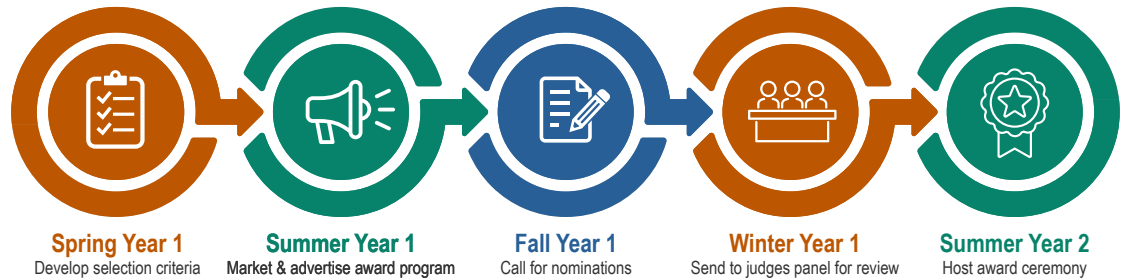 Spring Year 1
Develop selection criteria
Summer Year 1
Market & advertise award program
Fall Year 1
Call for nominations
Winter Year 1
Send to judges panel for review
Summer Year 2
Host award ceremony